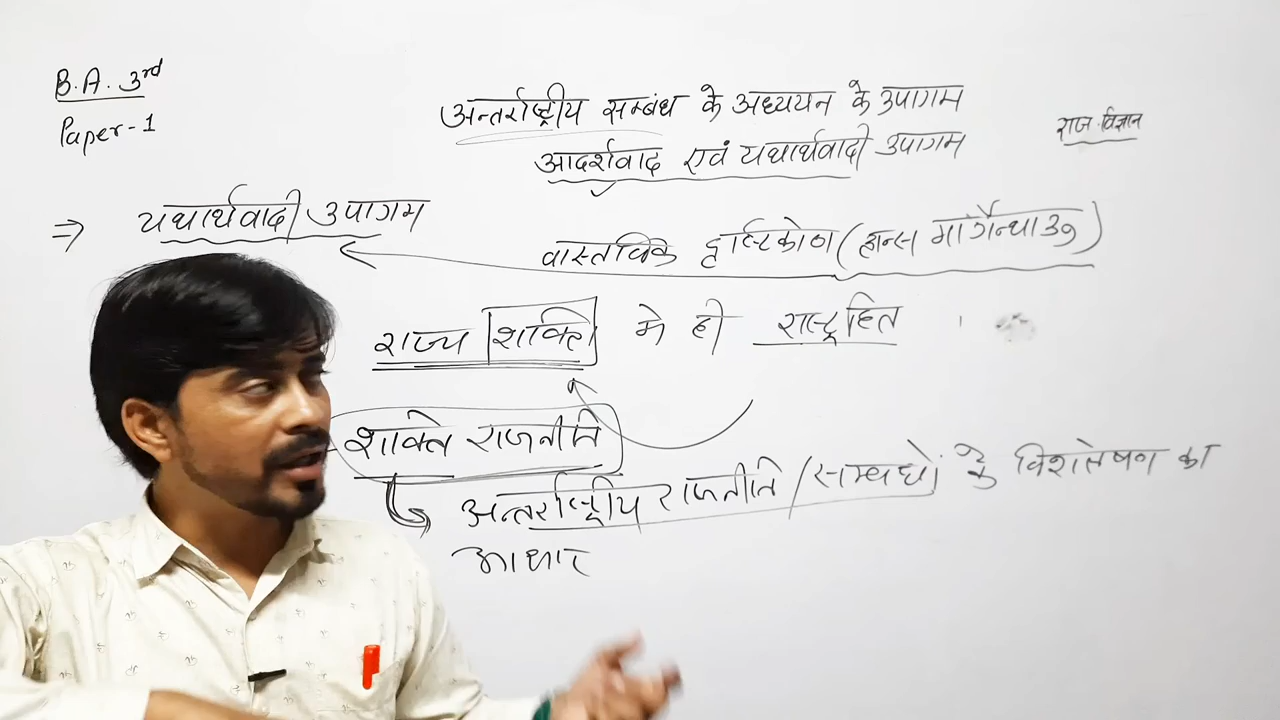 B.A. 3rd
Paper-1
अन्तर्राष्ट्रीय सम्बंध के अध्ययन के उपागम
आदर्शवाद एवं यथार्थवादी उपागम
राज.विज्ञान
⇒ यथार्थवादी उपागम
वास्तविक दृष्टिकोण (हान्स मार्गेन्थाउ)
राज्य शक्ति मे ही राष्ट्रहित
शक्ति राजनीति
अन्तर्राष्ट्रीय राजनीति/सम्बधों के विश्लेषण का
आधार